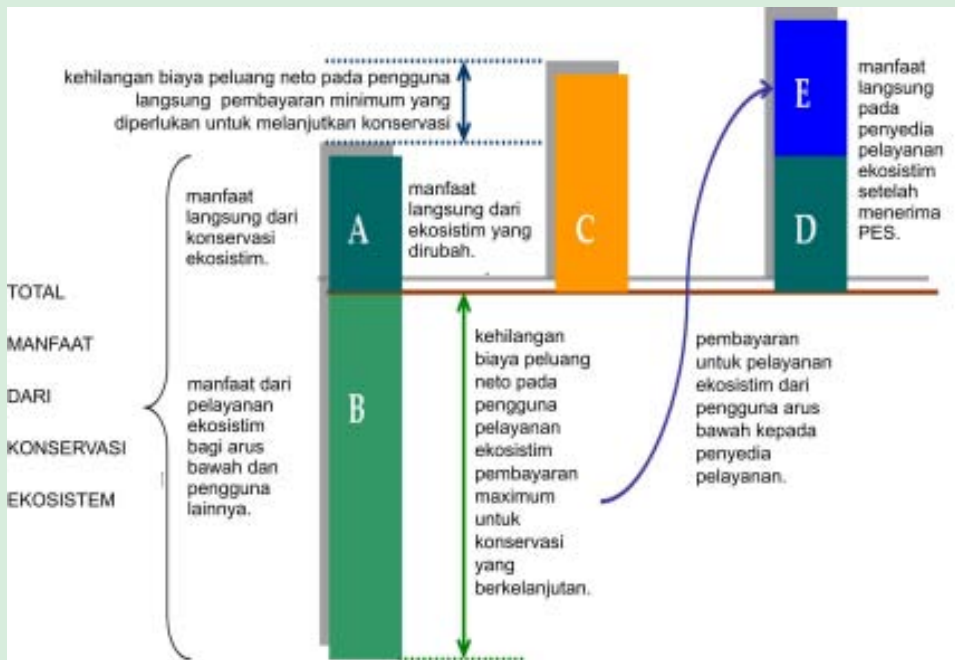 kehilangan biaya peluang neto pada pengguna
langsung pembayaran minimum yang
diperlukan untuk melanjutkan konservasi
manfaat
langsung dari
konservasi
ekosistim.
A
manfaat
langsung dari
ekosistim yang
dirubah.
C
E
D
manfaat
langsung
pada
penyedia
pelayanan
ekosistim
setelah
menerima
PES.
TOTAL
MANFAAT
DARI
KONSERVASI
EKOSISTEM
manfaat dari
pelayanan
ekosistim
bagi arus
bawah dan
pengguna
lainnya.
B
kehilangan
biaya peluang
neto pada
pengguna
pelayanan
ekosistim
pembayaran
maximum
untuk
konservasi
yang
berkelanjutan.
pembayaran
untuk pelayanan
ekosistim dari
pengguna arus
bawah kepada
penyedia
pelayanan.